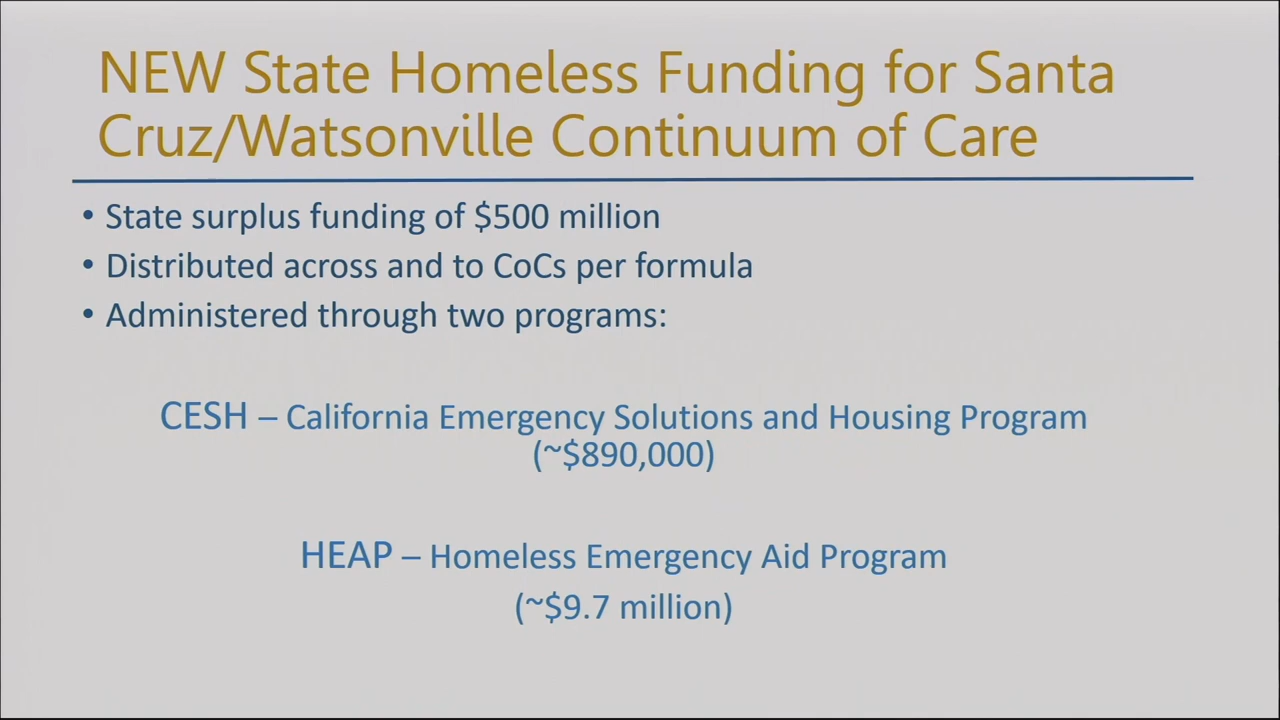 NEW State Homeless Funding for Santa
Cruz/Watsonville Continuum of Care
• State surplus funding of $500 million
• Distributed across and to CoCs per formula
• Administered through two programs:
CESH – California Emergency Solutions and Housing Program
(~$890,000)
HEAP – Homeless Emergency Aid Program
(~$9.7 million)